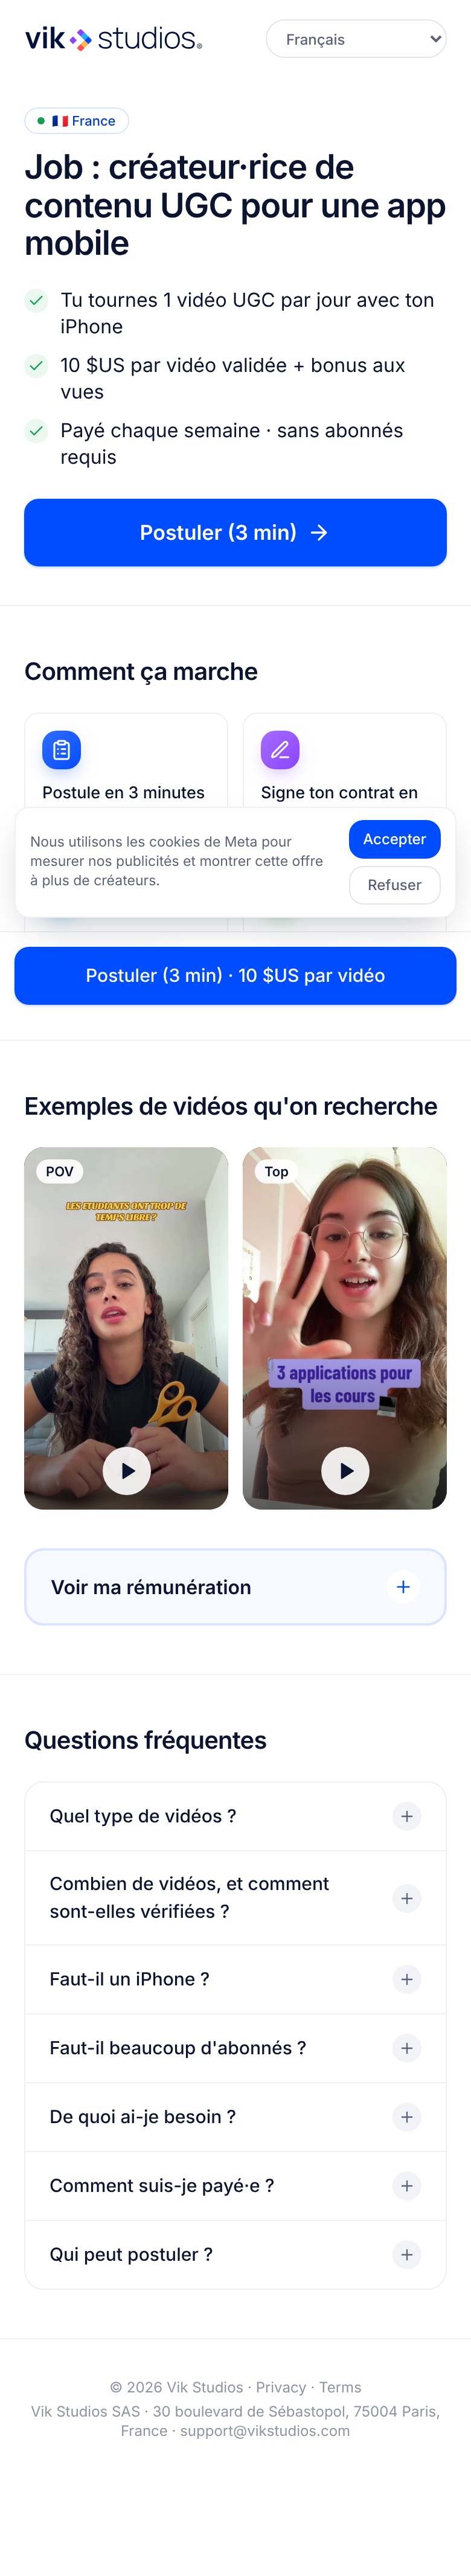 vik studios®
Français
🇫🇷 France
Job : créateur·rice de
contenu UGC pour une app
mobile
Tu tournes 1 vidéo UGC par jour avec ton
iPhone
10 $US par vidéo validée + bonus aux
vues
Payé chaque semaine · sans abonnés
requis
Postuler (3 min) →
Comment ça marche
Postule en 3 minutes
Signe ton contrat en
Nous utilisons les cookies de Meta pour
mesurer nos publicités et montrer cette offre
à plus de créateurs.
Accepter
Refuser
Postuler (3 min) · 10 $US par vidéo
Exemples de vidéos qu'on recherche
POV
LES ETUDIANTS ONT TROP DE
TEMPS LIBRE?
Top
3 applications pour
les cours
Voir ma rémunération
Questions fréquentes
Quel type de vidéos ?
Combien de vidéos, et comment
sont-elles vérifiées ?
Faut-il un iPhone ?
Faut-il beaucoup d'abonnés ?
De quoi ai-je besoin ?
Comment suis-je payé·e ?
Qui peut postuler ?
© 2026 Vik Studios · Privacy · Terms
Vik Studios SAS · 30 boulevard de Sébastopol, 75004 Paris,
France · support@vikstudios.com